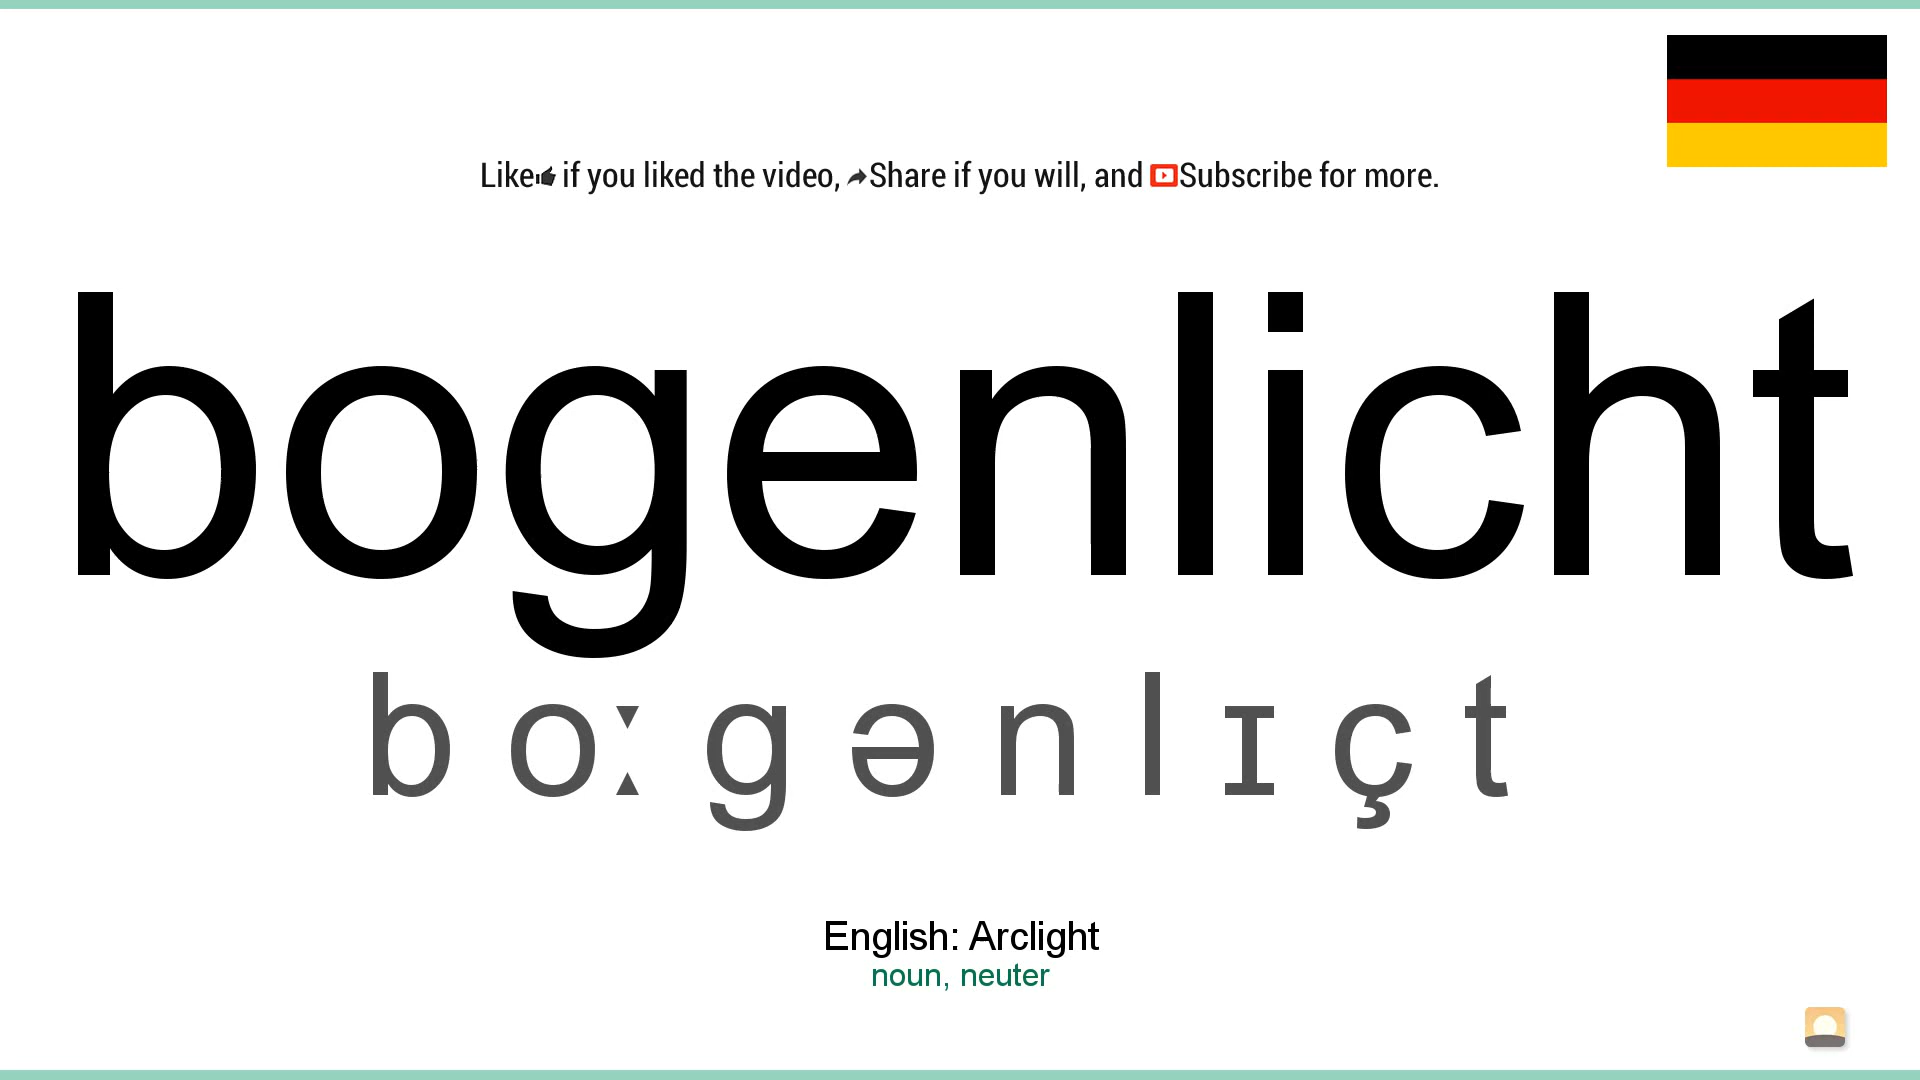 Like if you liked the video, Share if you will, and Subscribe for more.
bogenlicht
b oː g ə n l ɪ ç t
English: Arclight
noun, neuter